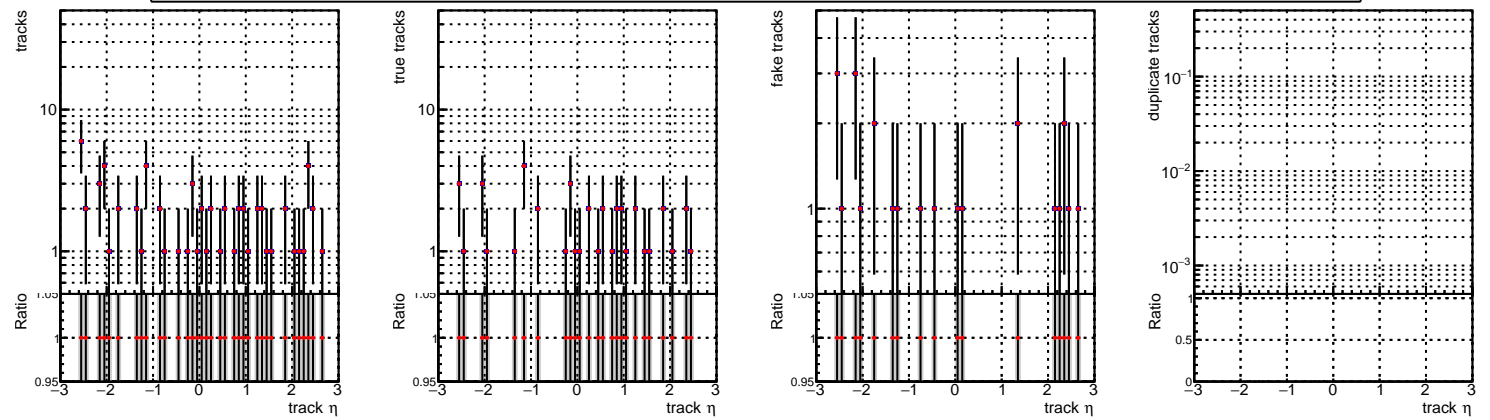 tracks
10
1
Ratio
1.05
1
0.95
−3 −2 −1 0 1 2 3
track η
true tracks
10
1
Ratio
1.05
1
0.95
−3 −2 −1 0 1 2 3
track η
fake tracks
1
Ratio
1.05
1
0.95
−3 −2 −1 0 1 2 3
track η
duplicate tracks
10−1
10−2
10−3
Ratio
1
0.5
0
−3 −2 −1 0 1 2 3
track η